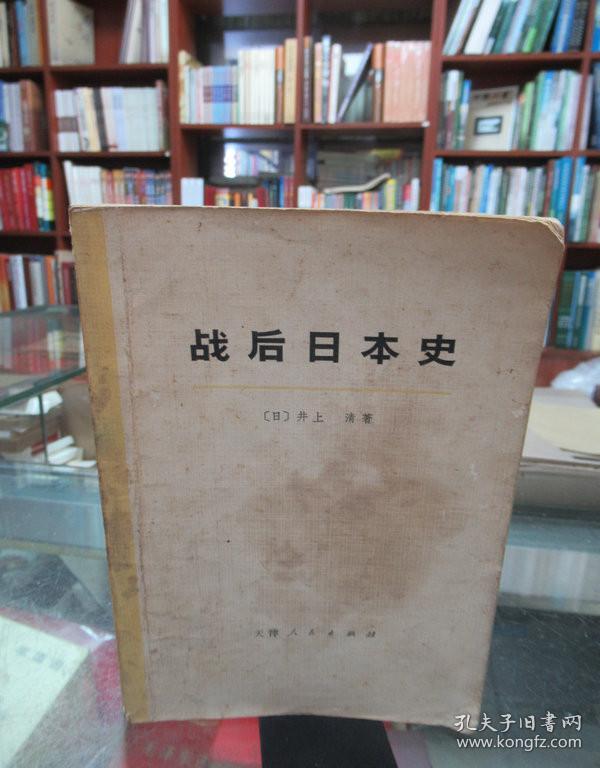 战后日本史
〔日〕井上 清著
天津人民出版社
孔夫子旧书网
www.kongfz.com